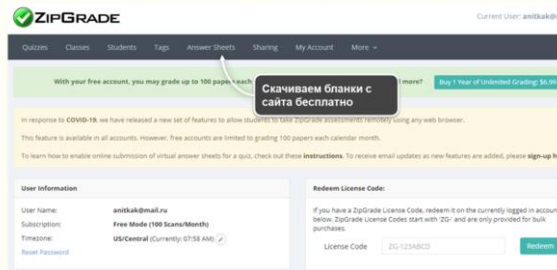 ZIPGRADE
Current User: anitkak@
Quizzes Classes Students Tags Answer Sheets Sharing My Account More
With your free account, you may grade up to 100 papers each more? Buy 1 Year of Unlimited Grading: $6.99
Скачиваем бланки с
сайта бесплатно
In response to COVID-19, we have released a new set of features to allow students to take ZipGrade assessments remotely using any web browser.
This feature is available in all accounts. However, free accounts are limited to grading 100 papers each calendar month.
To learn how to enable online submission of virtual answer sheets for a quiz, check out these instructions. To receive email updates as new features are added, please sign-up h
User Information
User Name: anitkak@mail.ru
Subscription: Free Mode (100 Scans/Month)
Timezone: US/Central (Currently: 07:58 AM)
Reset Password
Redeem License Code:
If you have a ZipGrade License Code, redeem it on the currently logged in accoun
below. ZipGrade License Codes start with 'ZG-' and are only provided for bulk
purchases.
License Code ZG-123ABCD Redeem